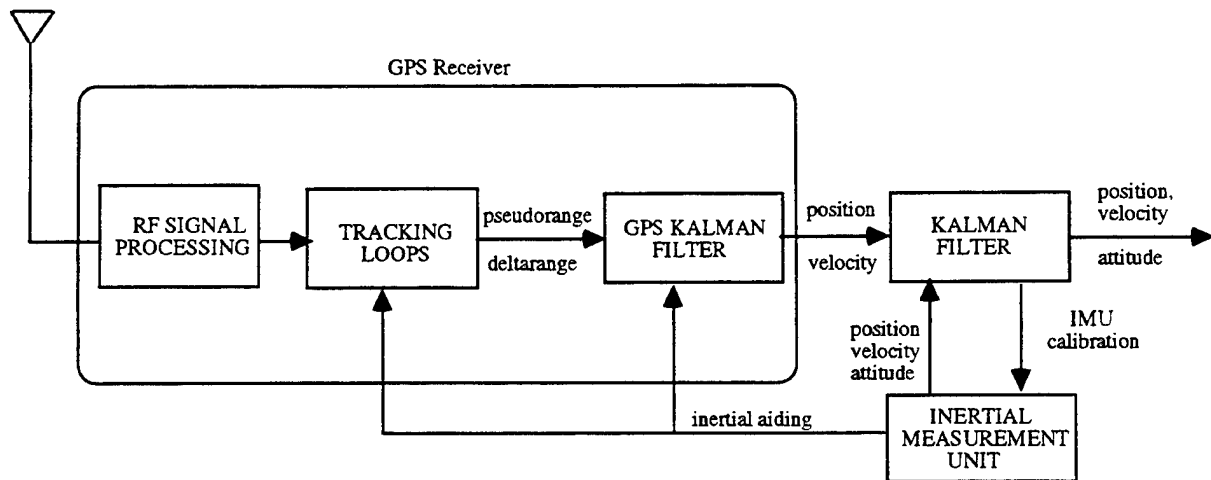 GPS Receiver
RF SIGNAL
PROCESSING
TRACKING
LOOPS
pseudorange
deltarange
GPS KALMAN
FILTER
position
velocity
KALMAN
FILTER
position,
velocity
attitude
position
velocity
attitude
IMU
calibration
inertial aiding
INERTIAL
MEASUREMENT
UNIT